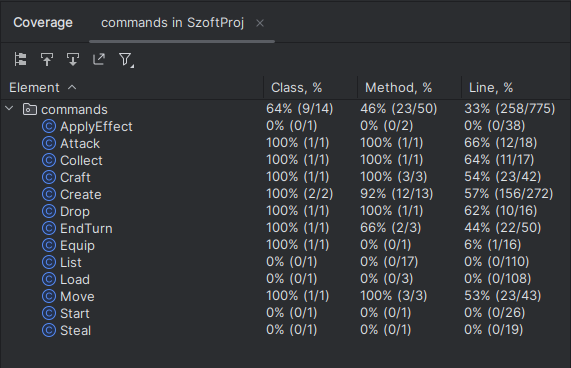 Coverage commands in SzoftProj ×
Element Class, % Method, % Line, %
commands 64% (9/14) 46% (23/50) 33% (258/775)
ApplyEffect 0% (0/1) 0% (0/2) 0% (0/38)
Attack 100% (1/1) 100% (1/1) 66% (12/18)
Collect 100% (1/1) 100% (1/1) 64% (11/17)
Craft 100% (1/1) 100% (3/3) 54% (23/42)
Create 100% (2/2) 92% (12/13) 57% (156/272)
Drop 100% (1/1) 100% (1/1) 62% (10/16)
EndTurn 100% (1/1) 66% (2/3) 44% (22/50)
Equip 100% (1/1) 0% (0/1) 6% (1/16)
List 0% (0/1) 0% (0/17) 0% (0/110)
Load 0% (0/1) 0% (0/3) 0% (0/108)
Move 100% (1/1) 100% (3/3) 53% (23/43)
Start 0% (0/1) 0% (0/1) 0% (0/26)
Steal 0% (0/1) 0% (0/1) 0% (0/19)